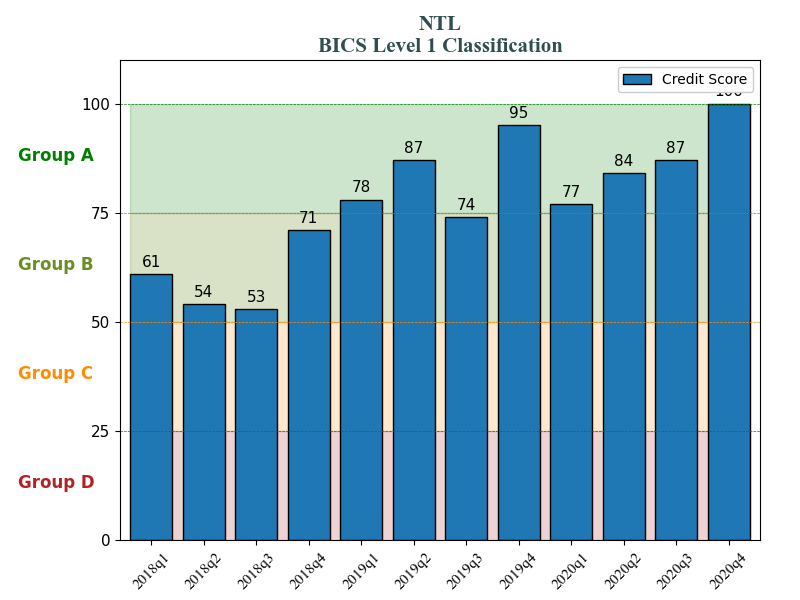 NTL
BICS Level 1 Classification
Credit Score
100
Group A
95
87
87
84
78
77
74
75
71
Group B
61
54
53
50
Group C
25
Group D
0
2018q1
2018q2
2018q3
2018q4
2019q1
2019q2
2019q3
2019q4
2020q1
2020q2
2020q3
2020q4